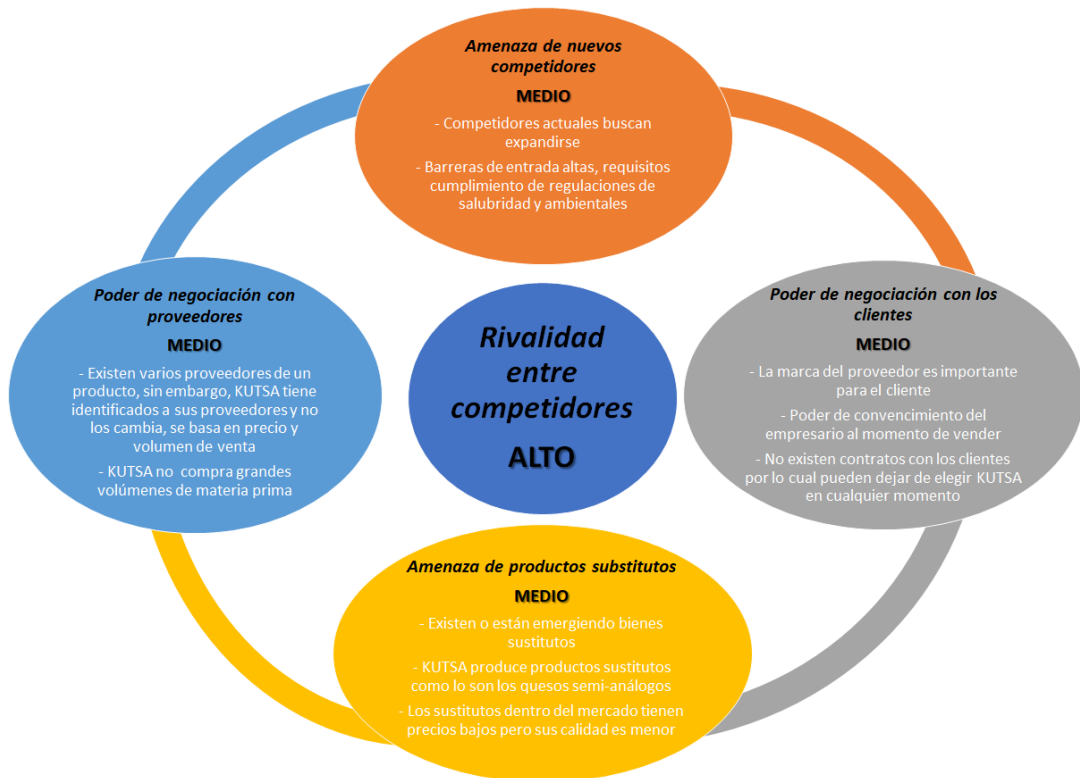 Amenaza de nuevos
competidores
MEDIO
- Competidores actuales buscan
expandirse
- Barreras de entrada altas, requisitos
cumplimiento de regulaciones de
salubridad y ambientales
Poder de negociación con
proveedores
MEDIO
- Existen varios proveedores de un
producto, sin embargo, KUTSA tiene
identificados a sus proveedores y no
los cambia, se basa en precio y
volumen de venta
- KUTSA no compra grandes
volúmenes de materia prima
Rivalidad
entre
competidores
ALTO
Poder de negociación con los
clientes
MEDIO
- La marca del proveedor es importante
para el cliente
- Poder de convencimiento del
empresario al momento de vender
- No existen contratos con los clientes
por lo cual pueden dejar de elegir KUTSA
en cualquier momento
Amenaza de productos substitutos
MEDIO
- Existen o están emergiendo bienes
sustitutos
- KUTSA produce productos sustitutos
como lo son los quesos semi-análogos
- Los sustitutos dentro del mercado tienen
precios bajos pero sus calidad es menor